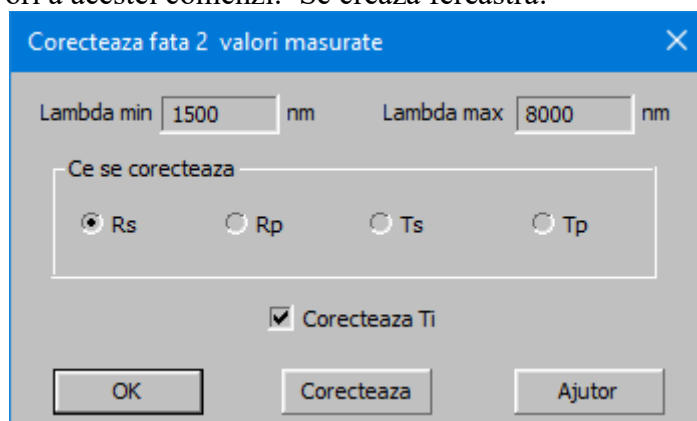 ori a acestei comenzi! Se creaza fereastra:
Corecteaza fata 2 valori masurate
Lambda min 1500 nm Lambda max 8000 nm
Ce se corecteaza
Rs Rp Ts Tp
Corecteaza Ti
OK Corecteaza Ajutor